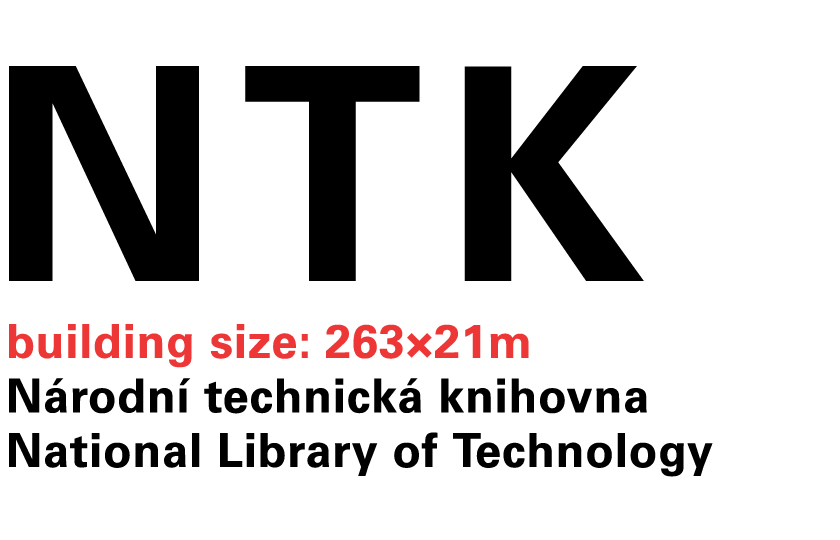 NTK
building size: 263×21m
Národní technická knihovna
National Library of Technology